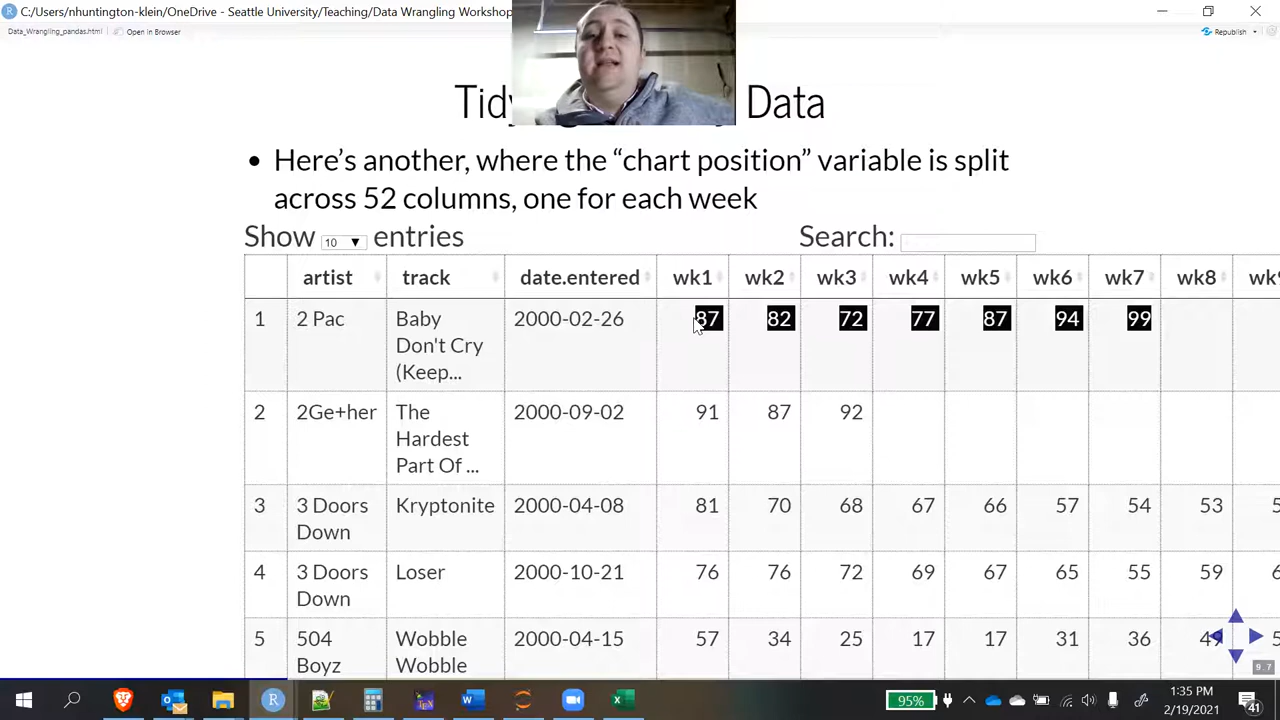 C:/Users/nhuntington-klein/OneDrive - Seattle University/Teaching/Data Wrangling Workshop
Data_Wrangling_pandas.html Open in Browser Republish
Data
• Here's another, where the “chart position” variable is split
across 52 columns, one for each week
Show 10 entries Search:
artist track date.entered wk1 wk2 wk3 wk4 wk5 wk6 wk7 wk8
1 2 Pac Baby 2000-02-26 87 82 72 77 87 94 99
Don't Cry
(Keep...
2 2Ge+her The 2000-09-02 91 87 92
Hardest
Part Of ...
3 3 Doors Kryptonite 2000-04-08 81 70 68 67 66 57 54 53
Down
4 3 Doors Loser 2000-10-21 76 76 72 69 67 65 55 59
Down
5 504 Wobble 2000-04-15 57 34 25 17 17 31 36
Boyz Wobble
9.7
95%
1:35 PM
2/19/2021
41